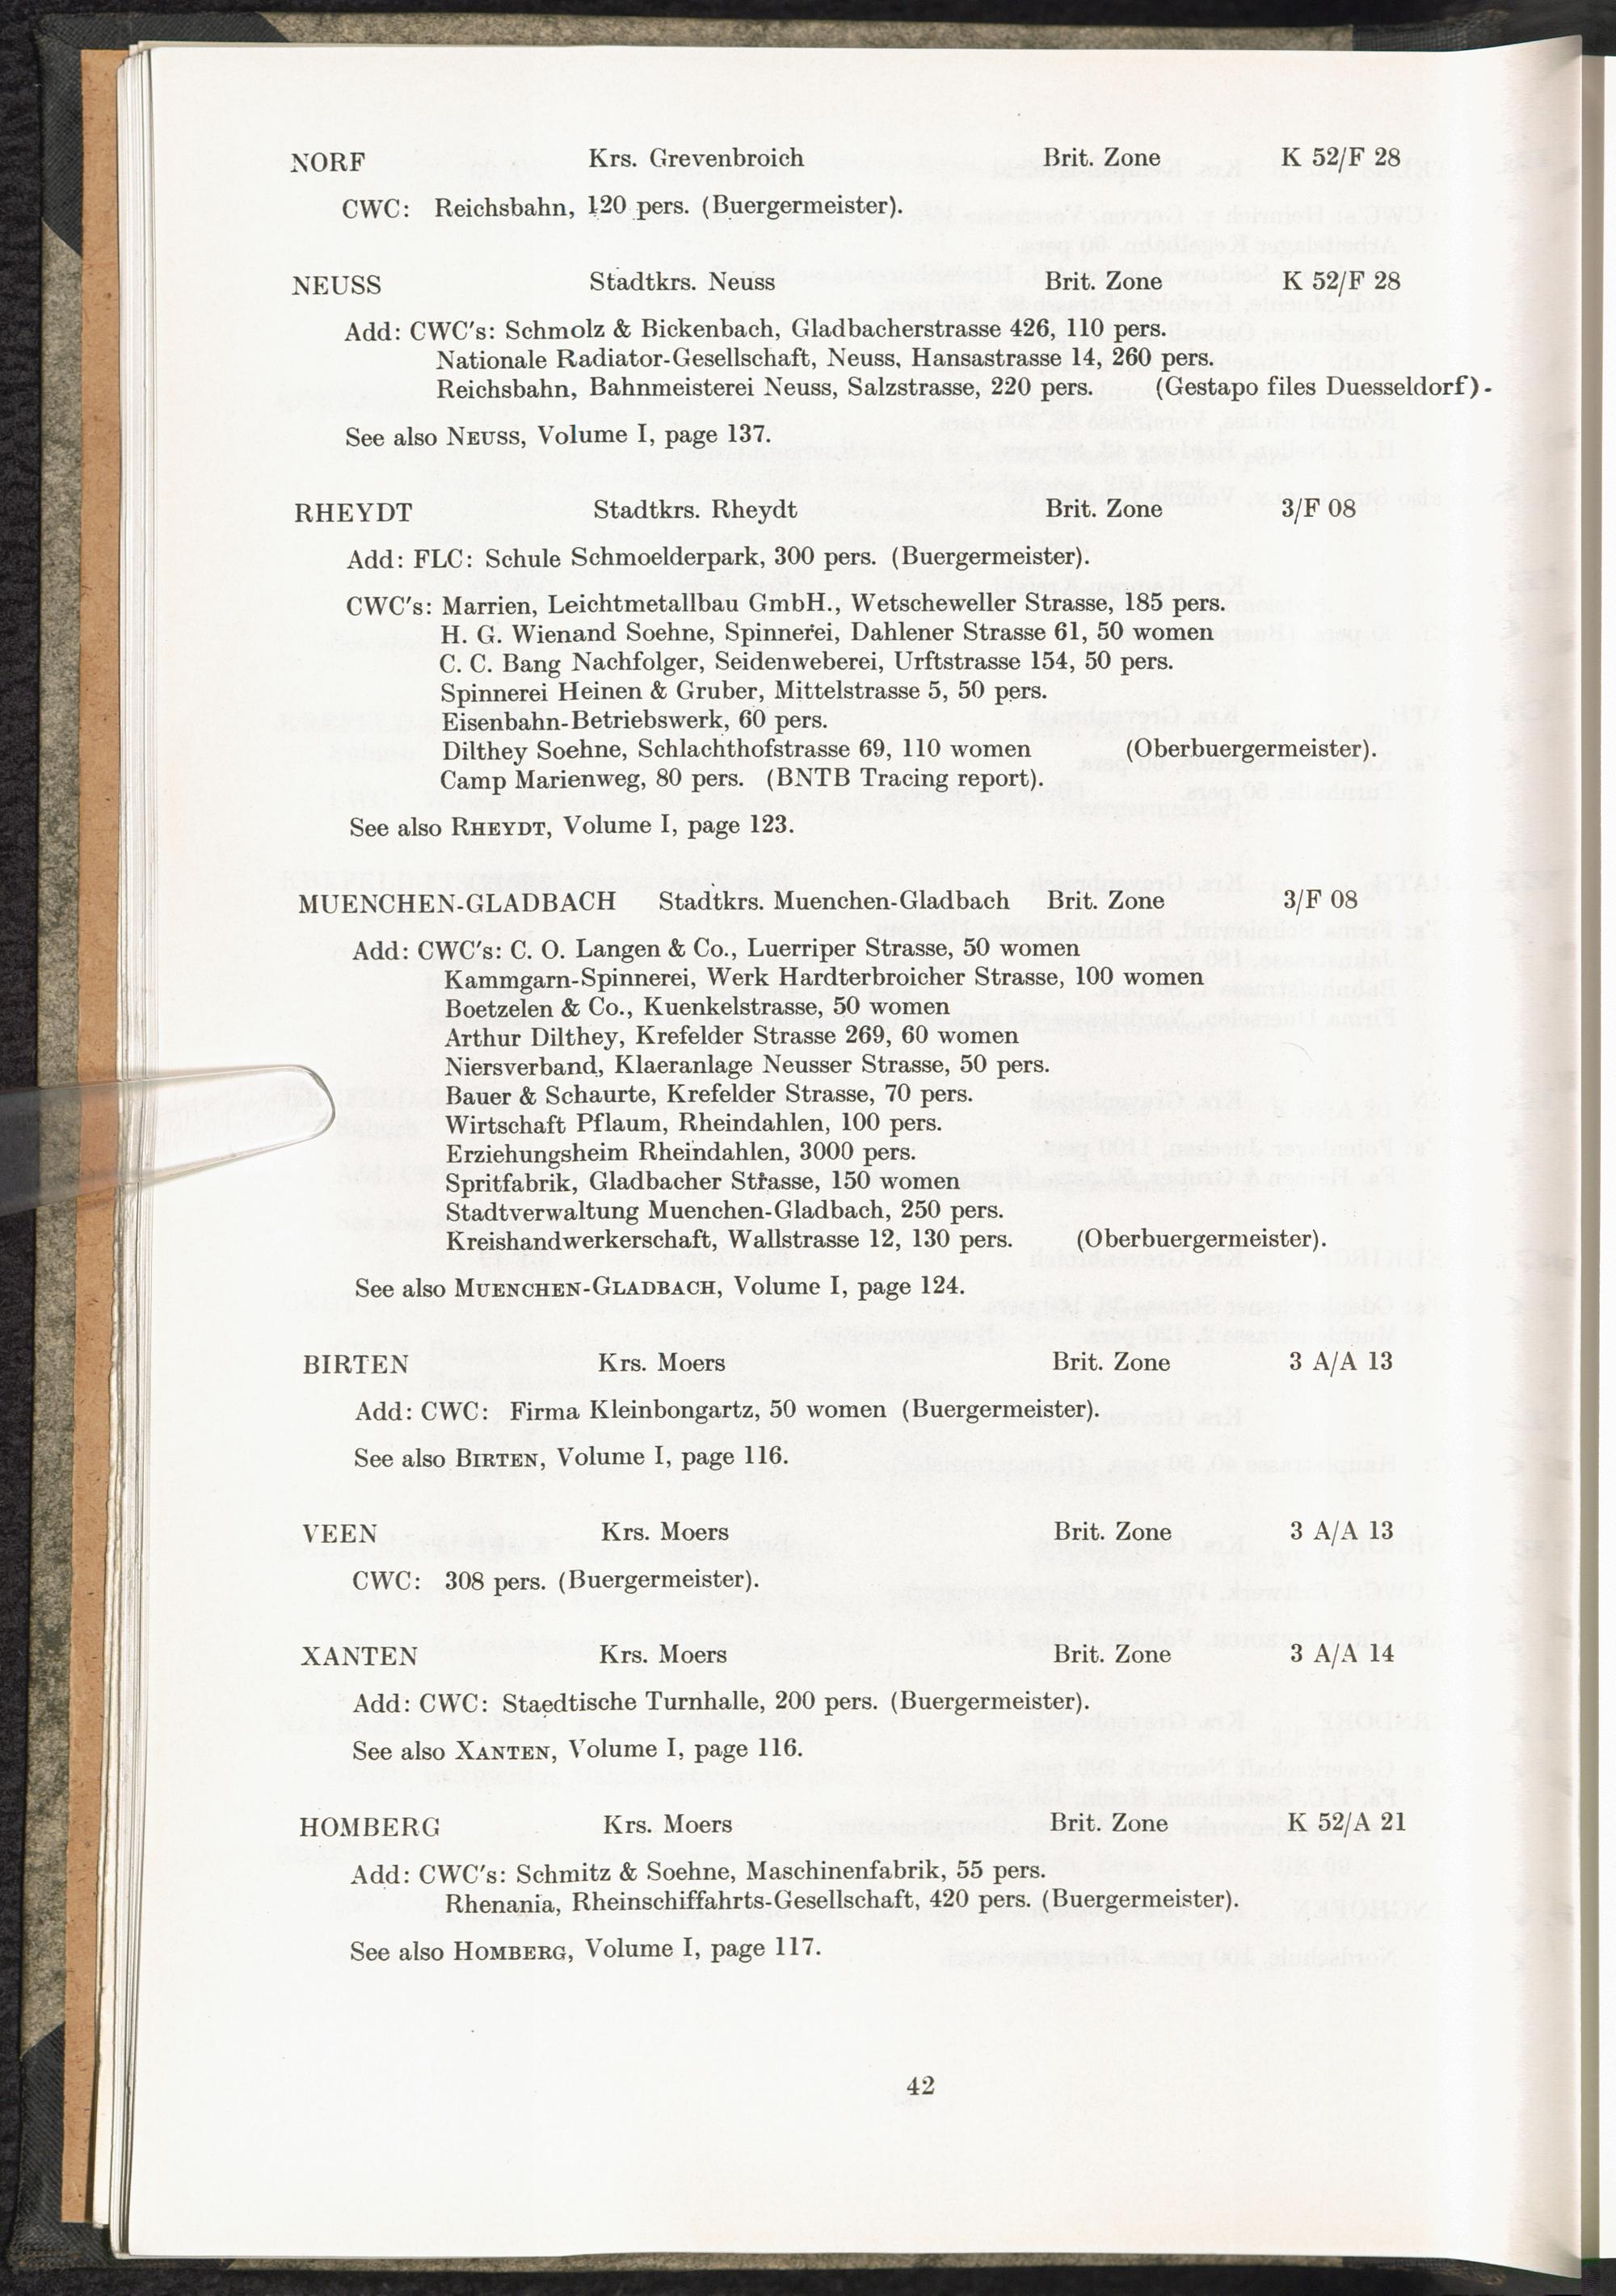 NORF Krs. Grevenbroich Brit. Zone K 52/F 28
CWC: Reichsbahn, 120 pers. (Buergermeister).
NEUSS Stadtkrs. Neuss Brit. Zone K 52/F 28
Add: CWC's: Schmolz & Bickenbach, Gladbacherstrasse 426, 110 pers.
Nationale Radiator-Gesellschaft, Neuss, Hansastrasse 14, 260 pers.
Reichsbahn, Bahnmeisterei Neuss, Salzstrasse, 220 pers. (Gestapo files Duesseldorf).
See also NEUSS, Volume I, page 137.
RHEYDT Stadtkrs. Rheydt Brit. Zone 3/F 08
Add: FLC: Schule Schmoelderpark, 300 pers. (Buergermeister).
CWC's: Marrien, Leichtmetallbau GmbH., Wetscheweller Strasse, 185 pers.
H. G. Wienand Soehne, Spinnerei, Dahlener Strasse 61, 50 women
C. C. Bang Nachfolger, Seidenweberei, Urftstrasse 154, 50 pers.
Spinnerei Heinen & Gruber, Mittelstrasse 5, 50 pers.
Eisenbahn-Betriebswerk, 60 pers.
Dilthey Soehne, Schlachthofstrasse 69, 110 women (Oberbuergermeister).
Camp Marienweg, 80 pers. (BNTB Tracing report).
See also RHEYDT, Volume I, page 123.
MUENCHEN-GLADBACH Stadtkrs. Muenchen-Gladbach Brit. Zone 3/F 08
Add: CWC's: C. O. Langen & Co., Luerriper Strasse, 50 women
Kammgarn-Spinnerei, Werk Hardterbroicher Strasse, 100 women
Boetzelen & Co., Kuenkelstrasse, 50 women
Arthur Dilthey, Krefelder Strasse 269, 60 women
Niersverband, Klaeranlage Neusser Strasse, 50 pers.
Bauer & Schaurte, Krefelder Strasse, 70 pers.
Wirtschaft Pflaum, Rheindahlen, 100 pers.
Erziehungsheim Rheindahlen, 3000 pers.
Spritfabrik, Gladbacher Strasse, 150 women
Stadtverwaltung Muenchen-Gladbach, 250 pers.
Kreishandwerkerschaft, Wallstrasse 12, 130 pers. (Oberbuergermeister).
See also MUENCHEN-GLADBACH, Volume I, page 124.
BIRTEN Krs. Moers Brit. Zone 3 A/A 13
Add: CWC: Firma Kleinbongartz, 50 women (Buergermeister).
See also BIRTEN, Volume I, page 116.
VEEN Krs. Moers Brit. Zone 3 A/A 13
CWC: 308 pers. (Buergermeister).
XANTEN Krs. Moers Brit. Zone 3 A/A 14
Add: CWC: Staedtische Turnhalle, 200 pers. (Buergermeister).
See also XANTEN, Volume I, page 116.
HOMBERG Krs. Moers Brit. Zone K 52/A 21
Add: CWC's: Schmitz & Soehne, Maschinenfabrik, 55 pers.
Rhenania, Rheinschiffahrts-Gesellschaft, 420 pers. (Buergermeister).
See also HOMBERG, Volume I, page 117.
42